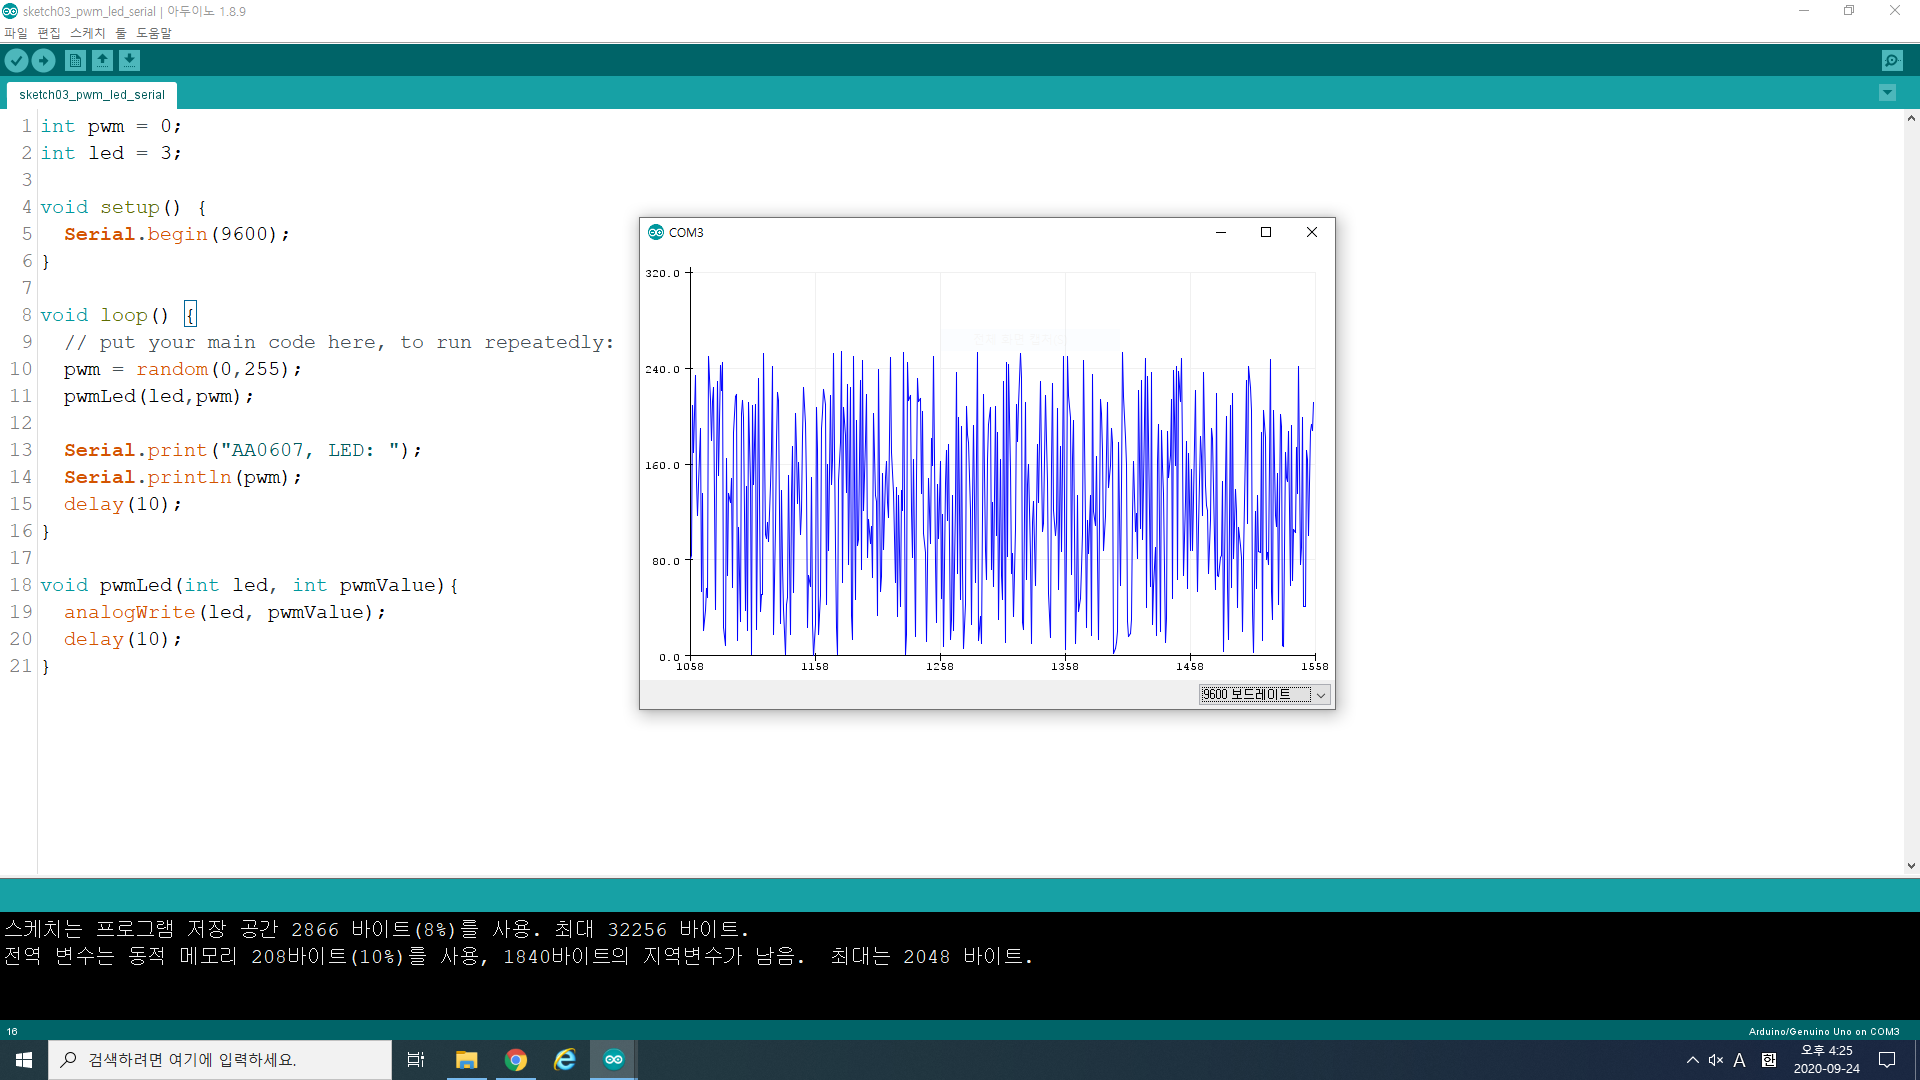 sketch03_pwm_led_serial | 아두이노 1.8.9
파일 편집 스케치 툴 도움말
sketch03_pwm_led_serial
1 int pwm = 0;
2 int led = 3;
3
4 void setup() {
5 Serial.begin(9600);
6 }
7
8 void loop() {
9 // put your main code here, to run repeatedly:
10 pwm = random(0,255);
11 pwmLed(led,pwm);
12
13 Serial.print("AA0607, LED: ");
14 Serial.println(pwm);
15 delay(10);
16 }
17
18 void pwmLed(int led, int pwmValue){
19 analogWrite(led, pwmValue);
20 delay(10);
21 }
COM3
320.0
240.0
160.0
80.0
0.0
1058 1158 1258 1358 1458 1558
9600 보드레이트
스케치는 프로그램 저장 공간 2866 바이트(8%)를 사용. 최대 32256 바이트.
전역 변수는 동적 메모리 208바이트(10%)를 사용, 1840바이트의 지역변수가 남음. 최대는 2048 바이트.
16
Arduino/Genuino Uno on COM3
검색하려면 여기에 입력하세요.
A 한
오후 4:25
2020-09-24